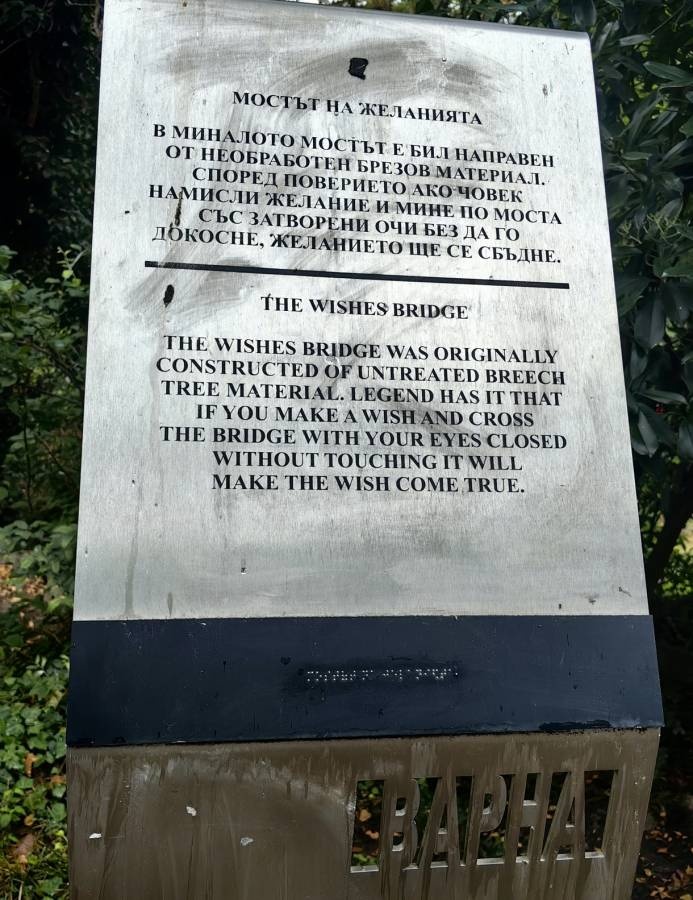 МОСТЪТ НА ЖЕЛАНИЯТА
В МИНАЛОТО МОСТЪТ Е БИЛ НАПРАВЕН
ОТ НЕОБРАБОТЕН БРЕЗОВ МАТЕРИАЛ.
СПОРЕД ПОВЕРИЕТО АКО ЧОВЕК
НАМИСЛИ ЖЕЛАНИЕ И МИНЕ ПО МОСТА
СЪС ЗАТВОРЕНИ ОЧИ БЕЗ ДА ГО
ДОКОСНЕ, ЖЕЛАНИЕТО ЩЕ СЕ СБЪДНЕ.
THE WISHES BRIDGE
THE WISHES BRIDGE WAS ORIGINALLY
CONSTRUCTED OF UNTREATED BREECH
TREE MATERIAL. LEGEND HAS IT THAT
IF YOU MAKE A WISH AND CROSS
THE BRIDGE WITH YOUR EYES CLOSED
WITHOUT TOUCHING IT WILL
MAKE THE WISH COME TRUE.
ВАРНА